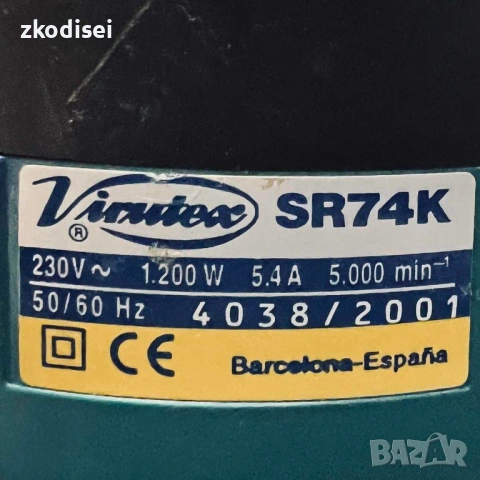 zkodisei
Virutex ® SR74K
230V ~ 1.200 W 5.4 A 5.000 min⁻¹
50/60 Hz 4038/2001
CE Barcelona-España
BAZAR